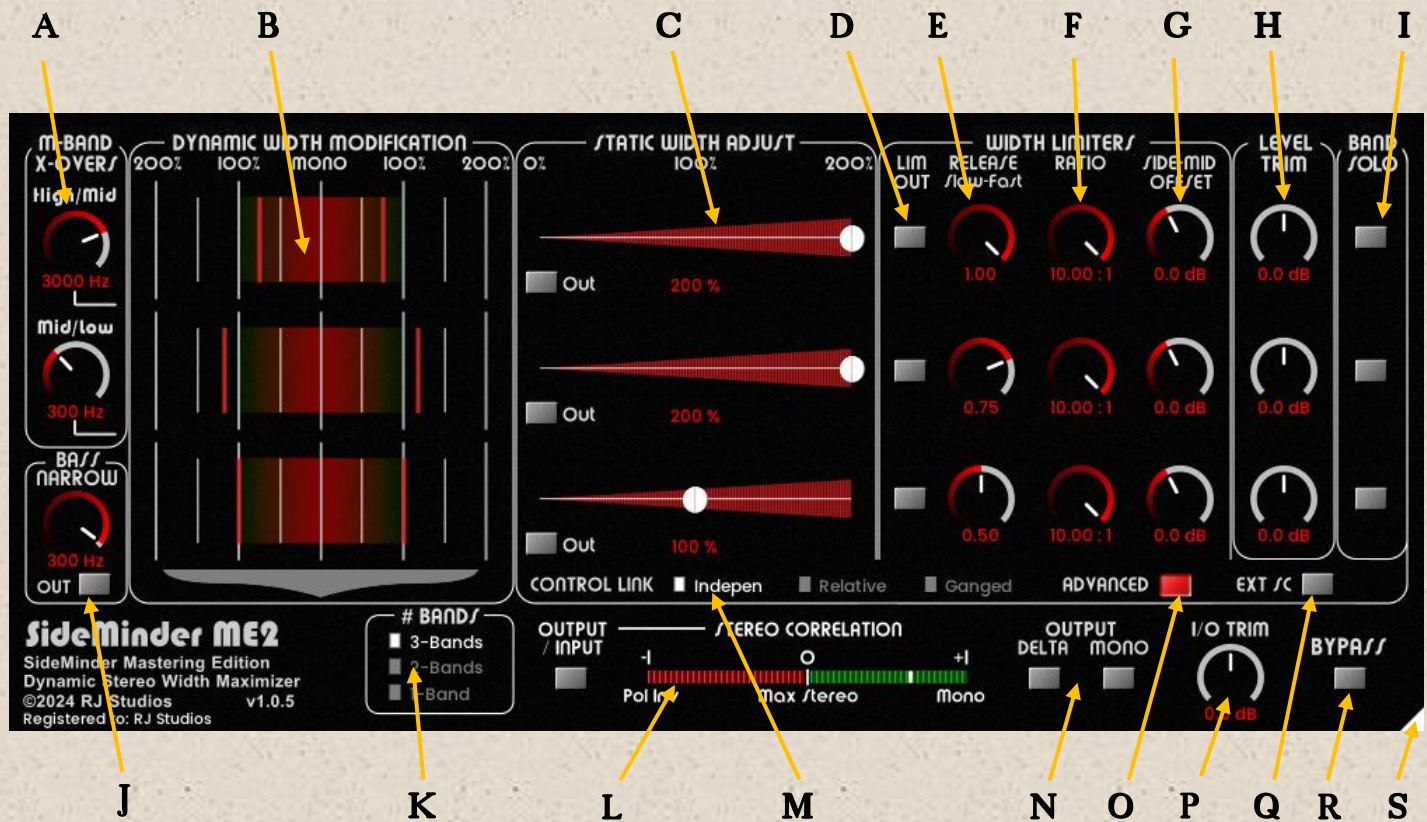 A B C D E F G H I
M-BAND X-OVERS
High/Mid
3000 Hz
Mid/low
300 Hz
BASS NARROW
300 Hz
OUT
DYNAMIC WIDTH MODIFICATION
200% 100% MONO 100% 200%
STATIC WIDTH ADJUST
0% 100% 200%
Out 200 %
Out 200 %
Out 100 %
WIDTH LIMITERS
LIM OUT
RELEASE
Slow-Fast
RATIO
SIDE-MID OFFSET
1.00 10.00 : 1 0.0 dB
0.75 10.00 : 1 0.0 dB
0.50 10.00 : 1 0.0 dB
LEVEL TRIM
0.0 dB
0.0 dB
0.0 dB
BAND SOLO
CONTROL LINK Indepen Relative Ganged ADVANCED EXT SC
SideMinder ME2
SideMinder Mastering Edition
Dynamic Stereo Width Maximizer
©2024 RJ Studios v1.0.5
Registered to: RJ Studios
# BANDS
3-Bands
2-Bands
1-Band
OUTPUT / INPUT
STEREO CORRELATION
-1 0 +1
Pol Inv Max Stereo Mono
OUTPUT
DELTA MONO
I/O TRIM
0.0 dB
BYPASS
J K L M N O P Q R S